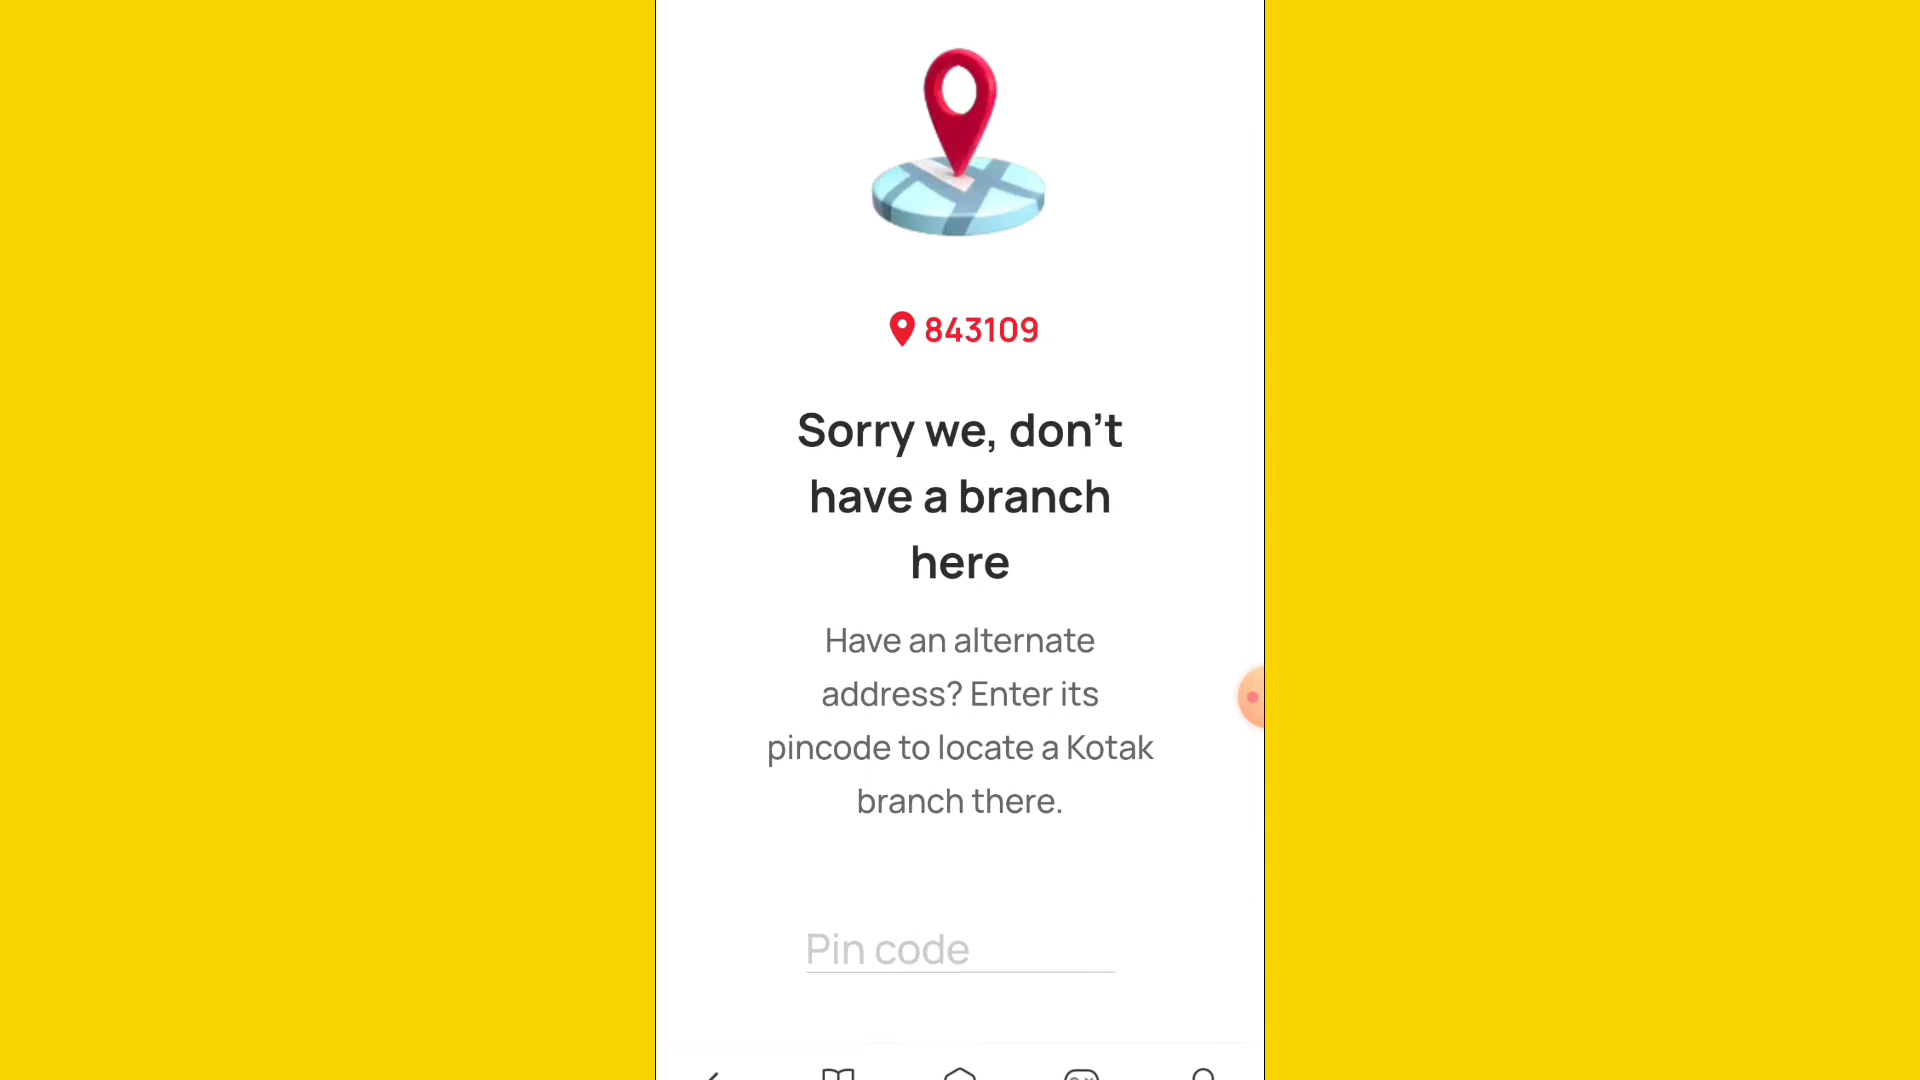 843109
Sorry we, don't
have a branch
here
Have an alternate
address? Enter its
pincode to locate a Kotak
branch there.
Pin code